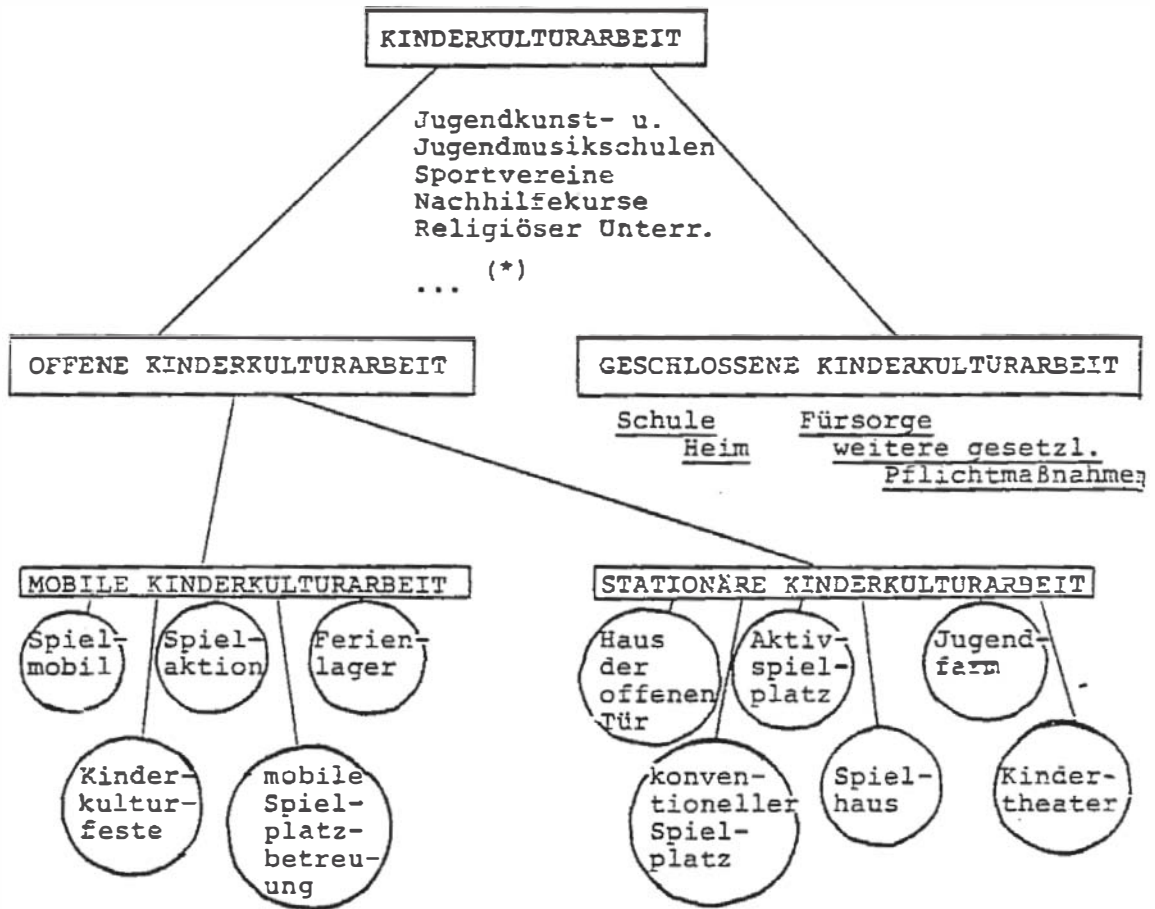 KINDERKULTURARBEIT
Jugendkunst- u.
Jugendmusikschulen
Sportvereine
Nachhilfekurse
Religiöser Unterr.
... (*)
OFFENE KINDERKULTURARBEIT
GESCHLOSSENE KINDERKULTURARBEIT
Schule Fürsorge
Heim weitere gesetzl.
Pflichtmaßnahmen
MOBILE KINDERKULTURARBEIT
Spiel-
mobil
Spiel-
aktion
Ferien-
lager
Kinder-
kultur-
feste
mobile
Spiel-
platz-
betreu-
ung
STATIONÄRE KINDERKULTURARBEIT
Haus
der
offenen
Tür
Aktiv-
spiel-
platz
Jugend-
farm
konven-
tioneller
Spiel-
platz
Spiel-
haus
Kinder-
theater